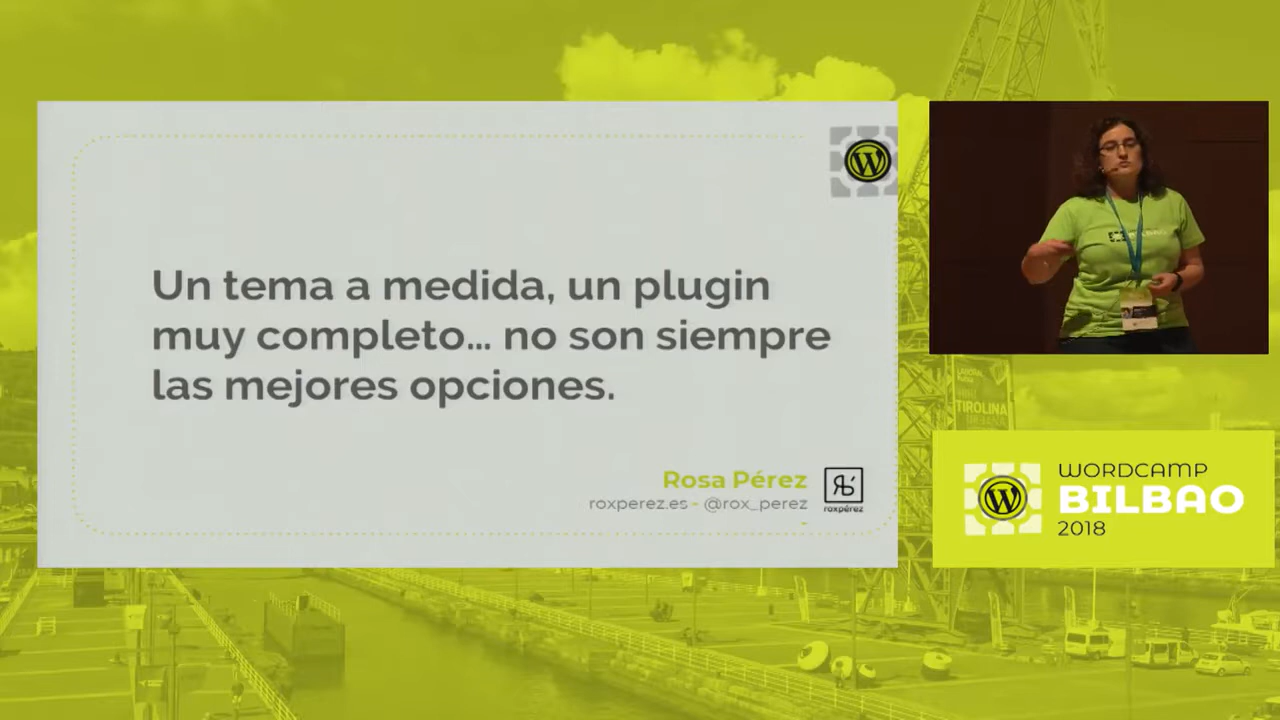 Un tema a medida, un plugin
muy completo... no son siempre
las mejores opciones.
Rosa Pérez
roxperez.es - @rox_perez
roxpérez
TIROLINA
WORDCAMP
BILBAO
2018